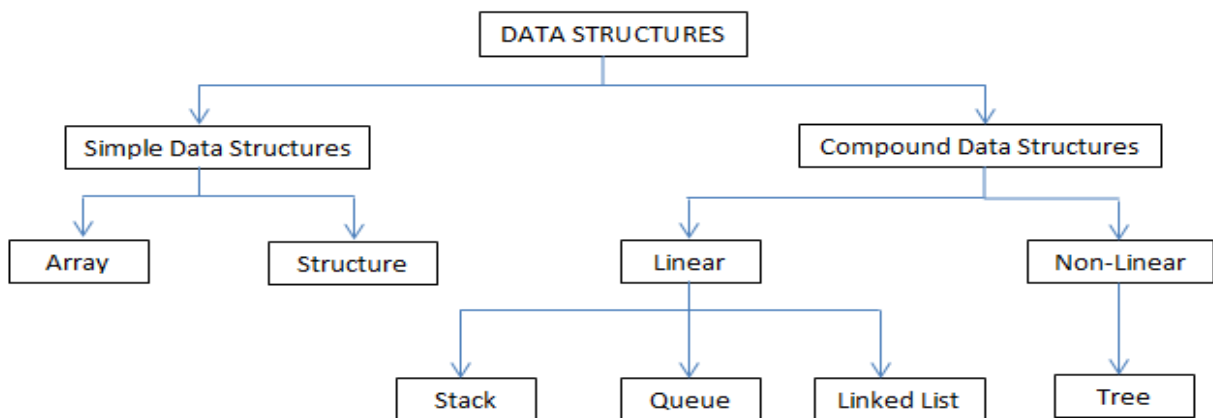 DATA STRUCTURES
Simple Data Structures
Compound Data Structures
Array
Structure
Linear
Non-Linear
Stack
Queue
Linked List
Tree